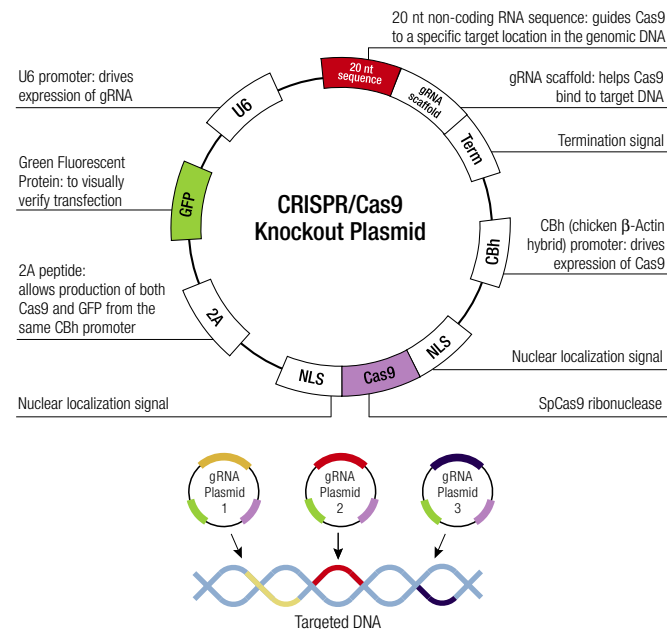 20 nt non-coding RNA sequence: guides Cas9
to a specific target location in the genomic DNA
U6 promoter: drives
expression of gRNA
gRNA scaffold: helps Cas9
bind to target DNA
Termination signal
Green Fluorescent
Protein: to visually
verify transfection
CBh (chicken β-Actin
hybrid) promoter: drives
expression of Cas9
2A peptide:
allows production of both
Cas9 and GFP from the
same CBh promoter
Nuclear localization signal
Nuclear localization signal
SpCas9 ribonuclease
20 nt
sequence
gRNA
scaffold
Term
CBh
NLS
Cas9
NLS
2A
GFP
U6
CRISPR/Cas9
Knockout Plasmid
gRNA
Plasmid
1
gRNA
Plasmid
2
gRNA
Plasmid
3
Targeted DNA